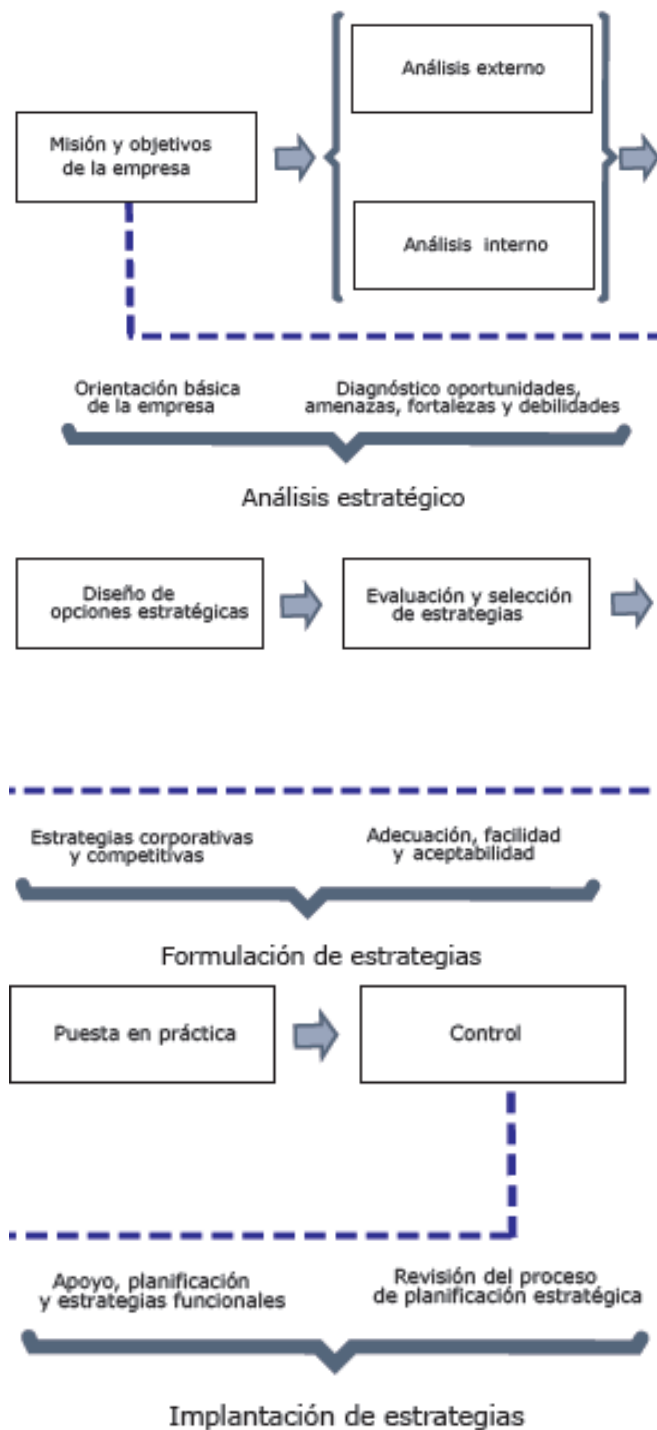 Análisis externo
Misión y objetivos
de la empresa
Análisis interno
Orientación básica
de la empresa
Diagnóstico oportunidades,
amenazas, fortalezas y debilidades
Análisis estratégico
Diseño de
opciones estratégicas
Evaluación y selección
de estrategias
Estrategias corporativas
y competitivas
Adecuación, facilidad
y aceptabilidad
Formulación de estrategias
Puesta en práctica
Control
Apoyo, planificación
y estrategias funcionales
Revisión del proceso
de planificación estratégica
Implantación de estrategias